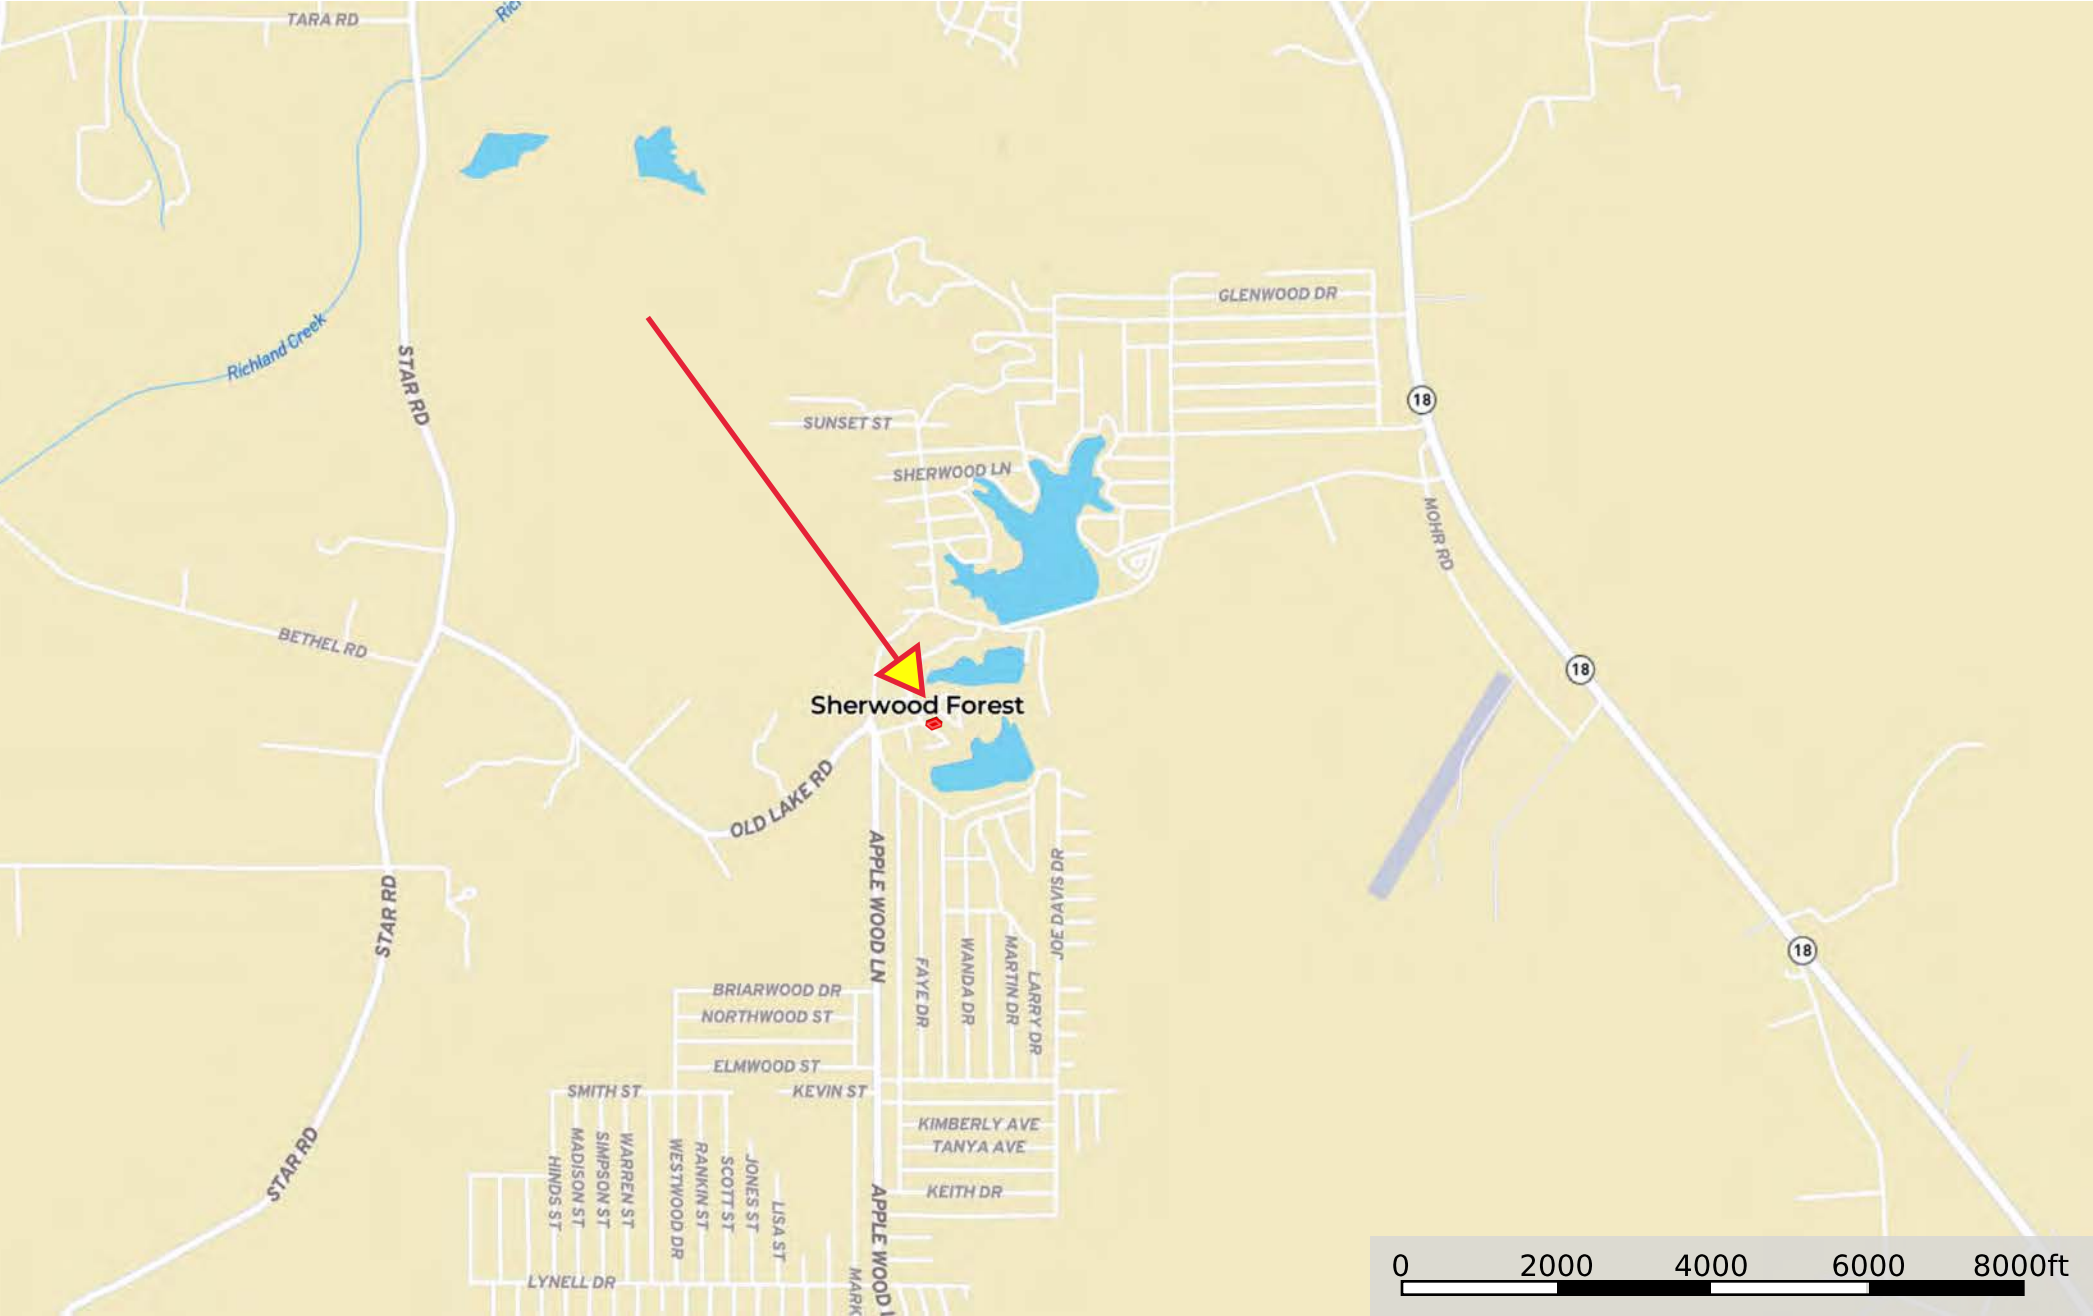 Ric
TARA RD
Richland Creek
GLENWOOD DR
STAR RD
18
SUNSET ST
SHERWOOD LN
MOHR RD
BETHEL RD
18
Sherwood Forest
OLD LAKE RD
APPLE WOOD LN
JOE DAVIS DR
STAR RD
18
FAYE DR
WANDA DR
MARTIN DR
LARRY DR
BRIARWOOD DR
NORTHWOOD ST
ELMWOOD ST
SMITH ST
KEVIN ST
KIMBERLY AVE
TANYA AVE
KEITH DR
STAR RD
HINDS ST
MADISON ST
SIMPSON ST
WARREN ST
WESTWOOD DR
RANKIN ST
SCOTT ST
JONES ST
LISA ST
APPLE WOOD L
MARK
LYNELL DR
0 2000 4000 6000 8000ft